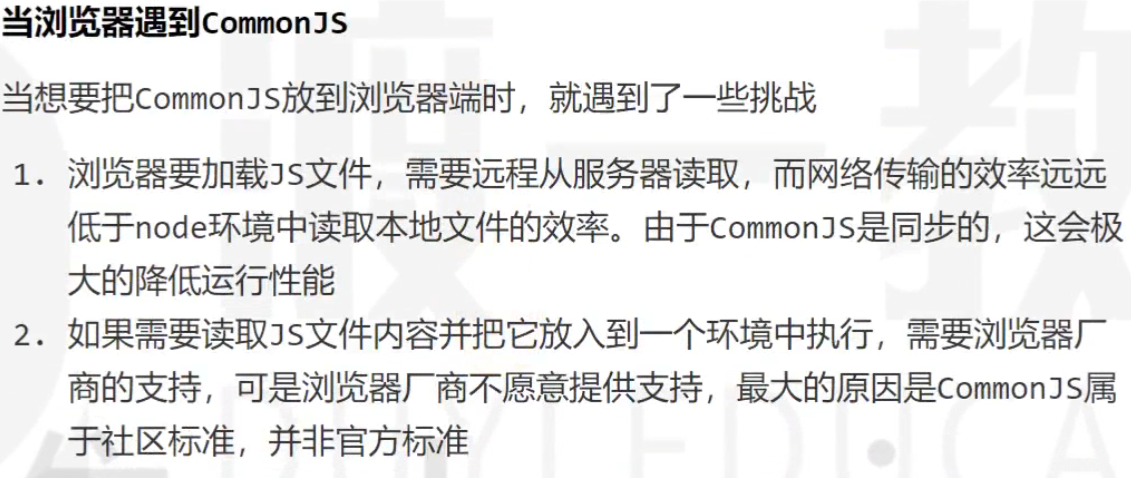 当浏览器遇到CommonJS
当想要把CommonJS放到浏览器端时，就遇到了一些挑战
1. 浏览器要加载JS文件，需要远程从服务器读取，而网络传输的效率远远
低于node环境中读取本地文件的效率。由于CommonJS是同步的，这会极
大的降低运行性能
2. 如果需要读取JS文件内容并把它放入到一个环境中执行，需要浏览器厂
商的支持，可是浏览器厂商不愿意提供支持，最大的原因是CommonJS属
于社区标准，并非官方标准